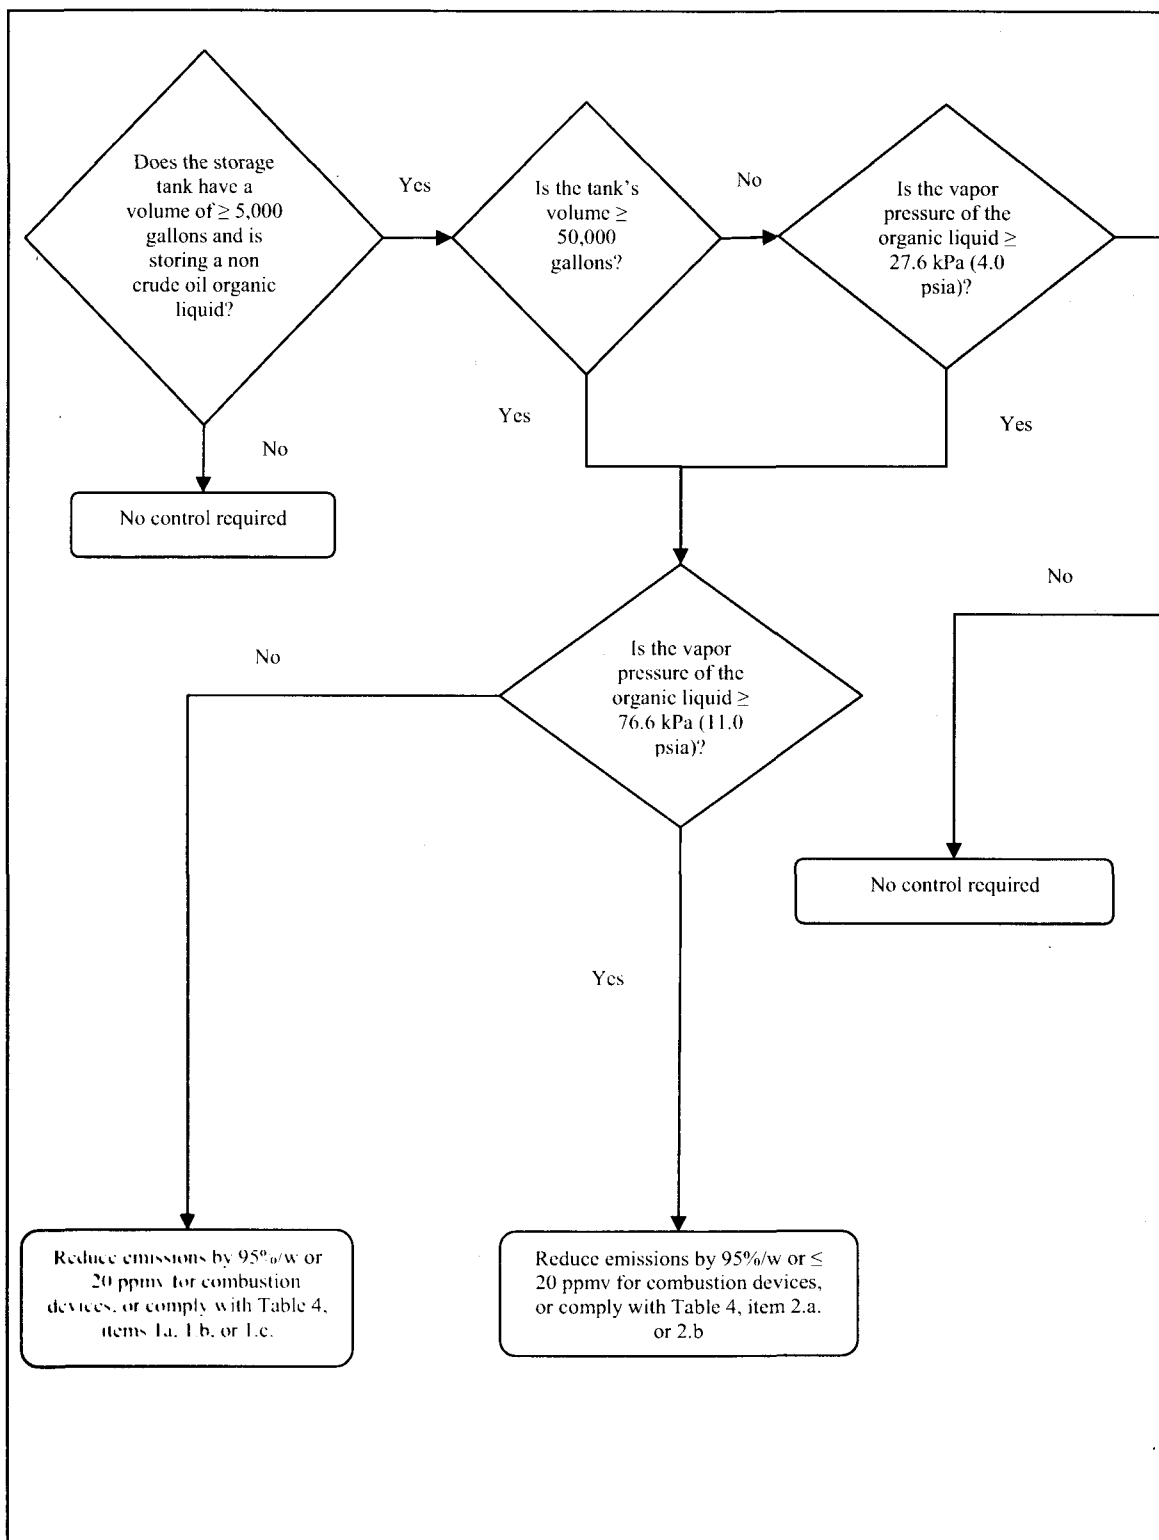 Does the storage
tank have a
volume of ≥ 5,000
gallons and is
storing a non
crude oil organic
liquid?
Yes
Is the tank's
volume ≥
50,000
gallons?
No
Is the vapor
pressure of the
organic liquid ≥
27.6 kPa (4.0
psia)?
Yes
Yes
No
No control required
No
No
Is the vapor
pressure of the
organic liquid ≥
76.6 kPa (11.0
psia)?
No control required
Yes
Reduce emissions by 95%/w or
20 ppmv for combustion
devices, or comply with Table 4,
items 1.a, 1.b, or 1.c.
Reduce emissions by 95%/w or ≤
20 ppmv for combustion devices,
or comply with Table 4, item 2.a.
or 2.b